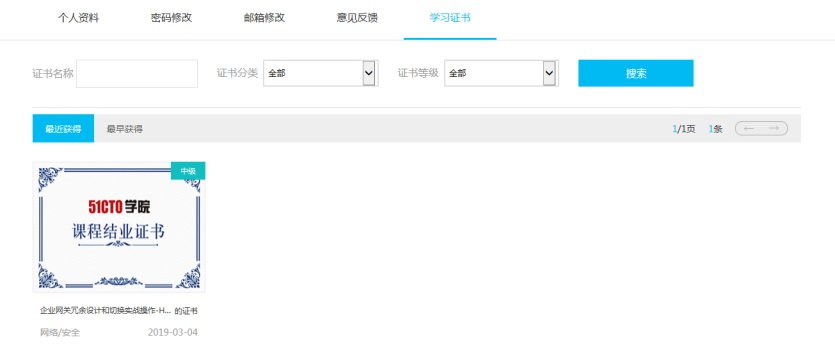 个人资料 密码修改 邮箱修改 意见反馈 学习证书
证书名称 证书分类 全部 证书等级 全部 搜索
最近获得 最早获得 1/1页 1条
中级
51CTO学院
课程结业证书
企业网关冗余设计和切换实战操作-H... 的证书
网络/安全 2019-03-04